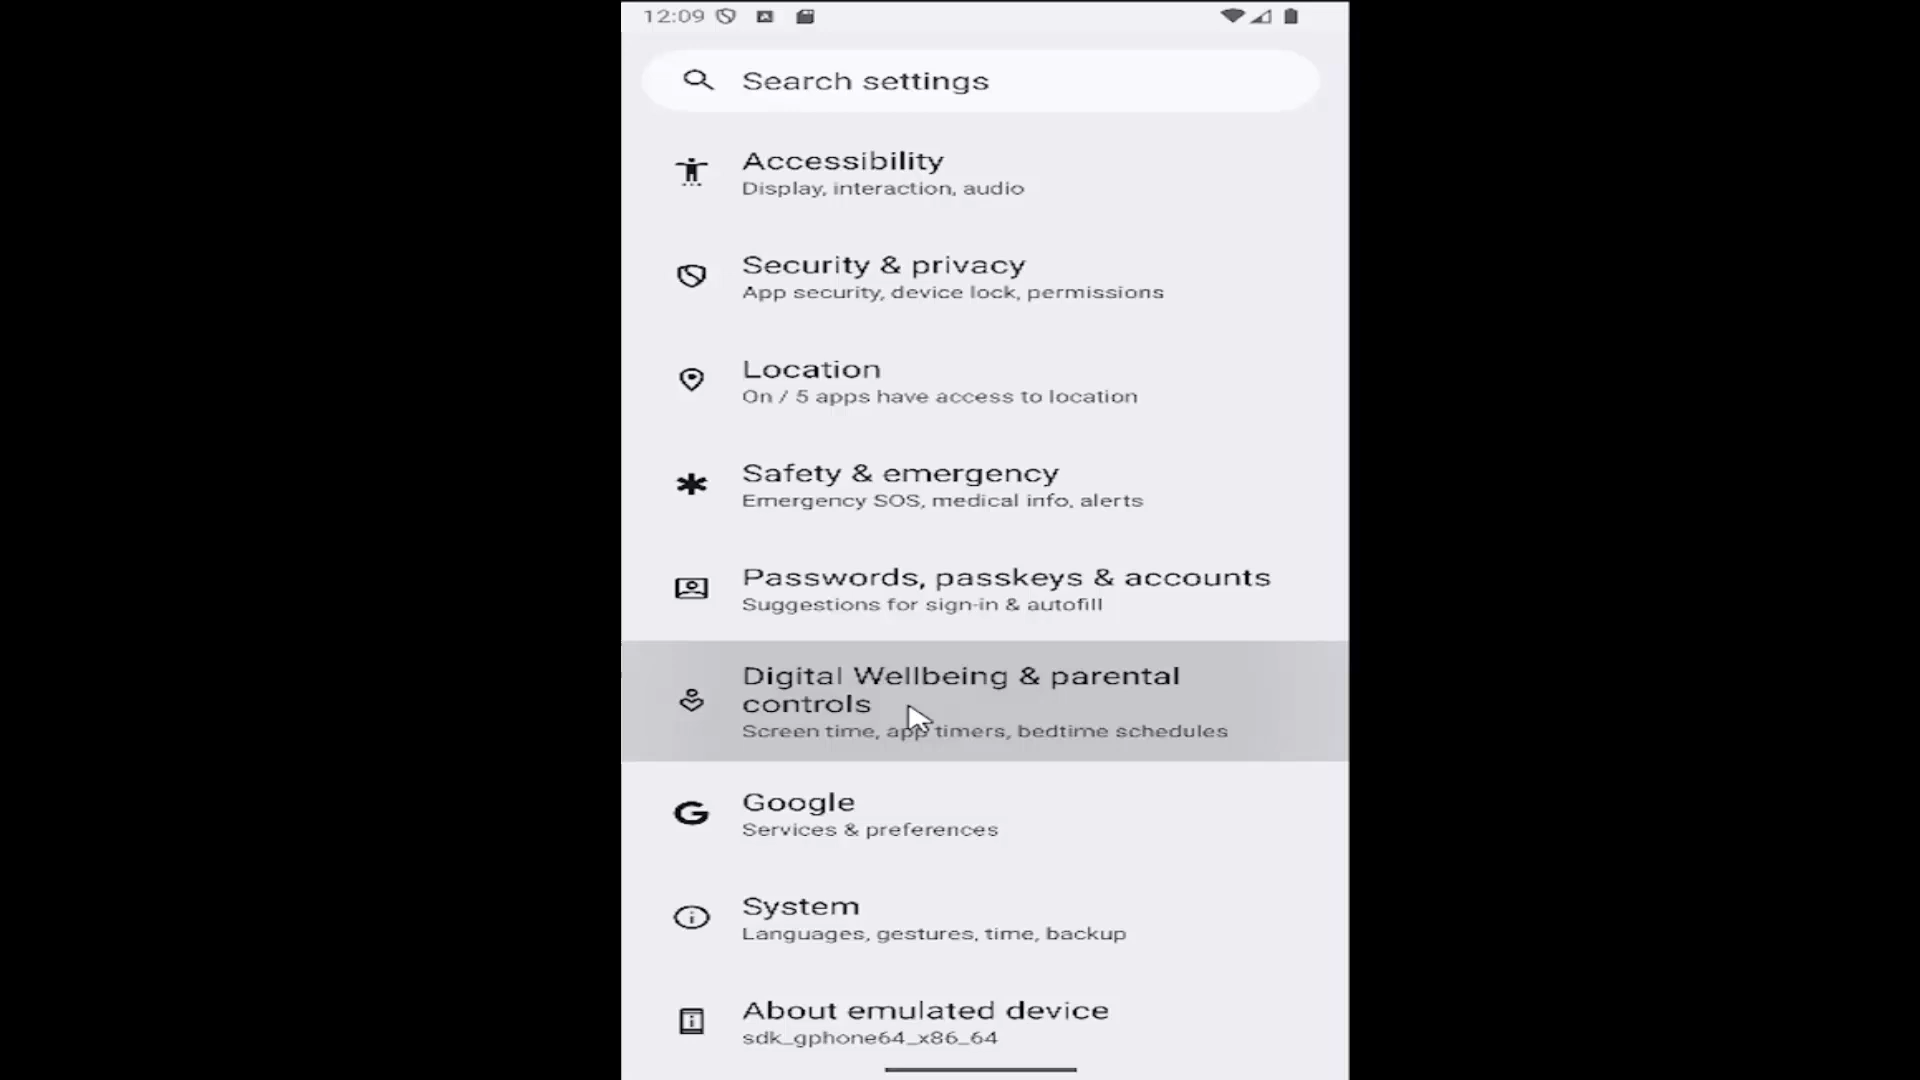 12:09
Search settings
Accessibility
Display, interaction, audio
Security & privacy
App security, device lock, permissions
Location
On / 5 apps have access to location
Safety & emergency
Emergency SOS, medical info, alerts
Passwords, passkeys & accounts
Suggestions for sign-in & autofill
Digital Wellbeing & parental
controls
Screen time, app timers, bedtime schedules
Google
Services & preferences
System
Languages, gestures, time, backup
About emulated device
sdk_gphone64_x86_64